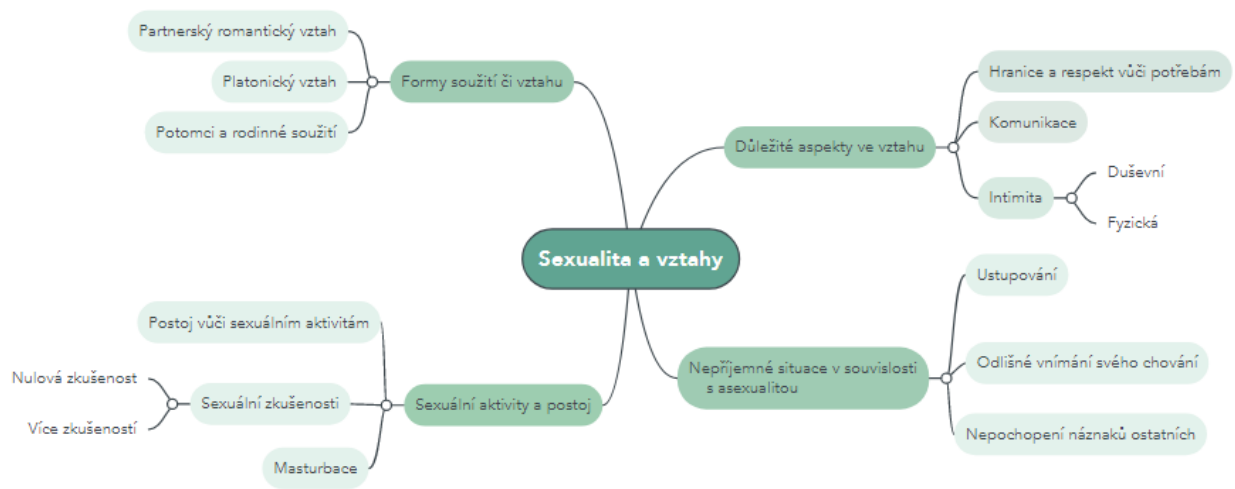 Partnerský romantický vztah
Platonický vztah
Potomci a rodinné soužití
Formy soužití či vztahu
Důležité aspekty ve vztahu
Hranice a respekt vůči potřebám
Komunikace
Intimita
Duševní
Fyzická
Sexualita a vztahy
Postoj vůči sexuálním aktivitám
Nulová zkušenost
Více zkušeností
Sexuální zkušenosti
Masturbace
Sexuální aktivity a postoj
Nepříjemné situace v souvislosti
s asexualitou
Ustupování
Odlišné vnímání svého chování
Nepochopení náznaků ostatních